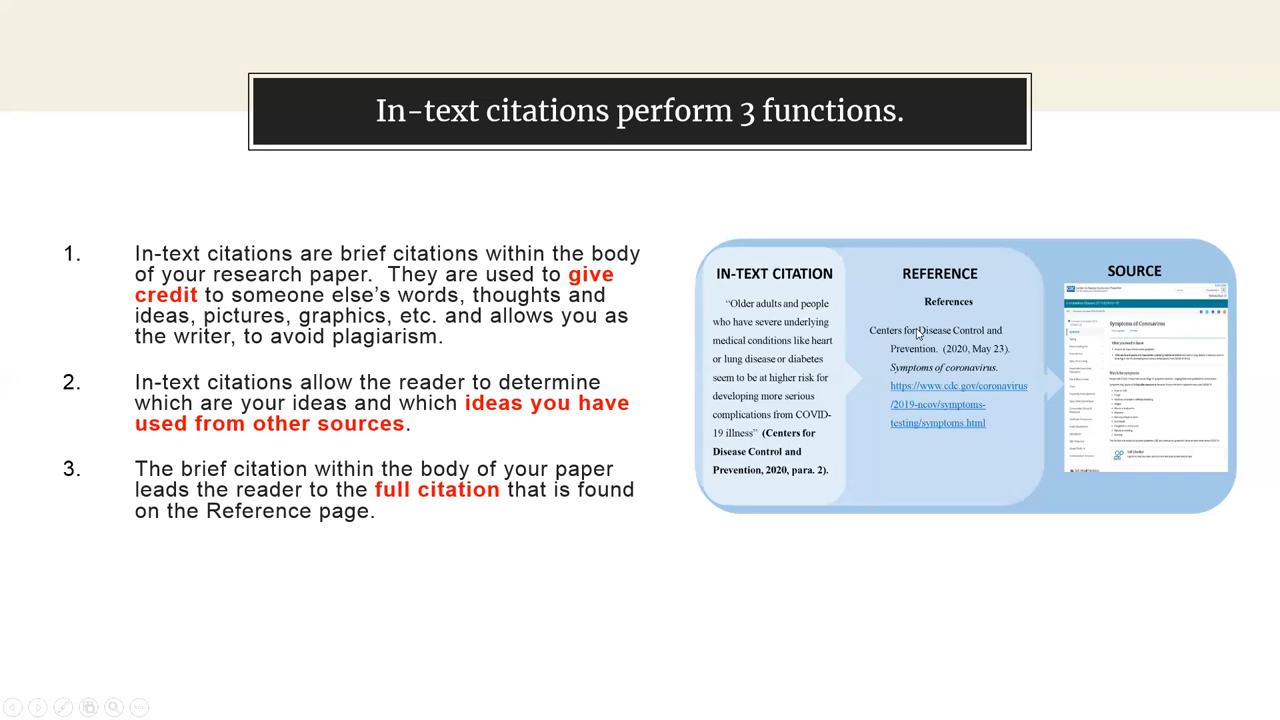 In-text citations perform 3 functions.
1. In-text citations are brief citations within the body
of your research paper. They are used to give
credit to someone else’s words, thoughts and
ideas, pictures, graphics, etc. and allows you as
the writer, to avoid plagiarism.
2. In-text citations allow the reader to determine
which are your ideas and which ideas you have
used from other sources.
3. The brief citation within the body of your paper
leads the reader to the full citation that is found
on the Reference page.
IN-TEXT CITATION
“Older adults and people
who have severe underlying
medical conditions like heart
or lung disease or diabetes
seem to be at higher risk for
developing more serious
complications from COVID-
19 illness” (Centers for
Disease Control and
Prevention, 2020, para. 2).
REFERENCE
References
Centers for Disease Control and
Prevention. (2020, May 23).
Symptoms of coronavirus.
https://www.cdc.gov/coronavirus
/2019-ncov/symptoms-
testing/symptoms.html
SOURCE
Symptoms of Coronavirus